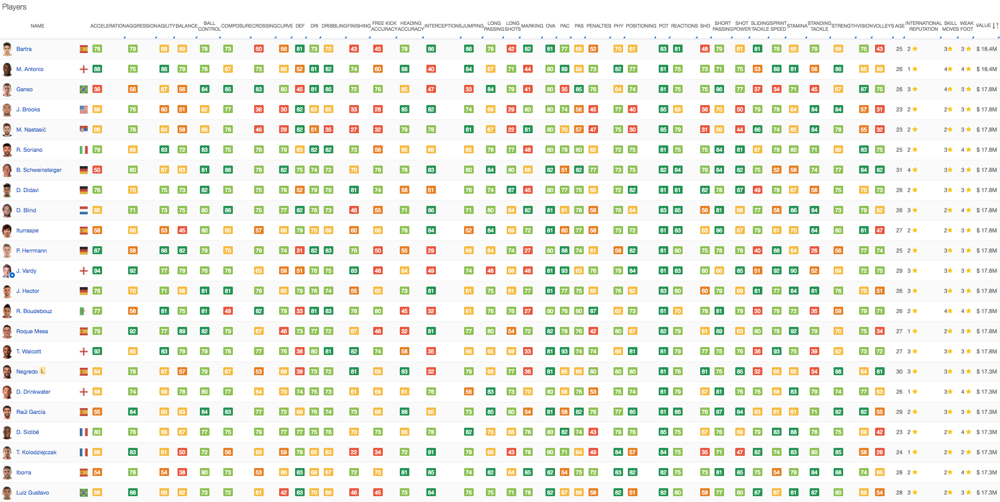 Players
NAME ACCELERATION AGGRESSION AGILITY BALANCE BALL CONTROL COMPOSURE CROSSING CURVE DEF DRI DRIBBLING FINISHING FREE KICK ACCURACY HEADING ACCURACY INTERCEPTIONS JUMPING LONG PASSING LONG SHOTS MARKING OVA PAC PAS PENALTIES PHY POSITIONING POT REACTIONS SHO SHORT PASSING SHOT POWER SLIDING TACKLE SPRINT SPEED STAMINA STANDING TACKLE STRENGTH VISION VOLLEYS AGE INTERNATIONAL REPUTATION SKILL MOVES WEAK FOOT VALUE
Bartra 78 79 69 69 78 73 50 56 81 73 70 43 45 78 86 86 78 42 82 81 77 69 52 70 61 83 81 48 79 61 81 76 65 79 68 75 43 25 2 3 3 $ 18.4M
M. Antonio 88 75 86 79 78 67 73 66 52 81 82 74 60 88 40 84 67 71 44 80 89 69 73 82 77 81 75 73 71 75 53 89 81 56 86 65 69 26 1 4 4 $ 18.4M
Ganso 36 56 67 56 84 85 83 80 45 81 85 72 76 65 47 33 84 79 41 80 35 85 76 64 74 81 75 75 86 77 37 34 71 45 67 87 75 26 3 4 3 $ 17.8M
J. Brooks 69 76 60 51 62 77 36 30 82 63 65 33 28 85 82 74 69 29 80 80 74 56 45 77 40 85 69 36 70 50 79 78 64 84 84 57 31 23 2 2 3 $ 17.8M
M. Nastasić 66 78 64 58 66 78 46 29 82 51 35 27 32 79 78 81 67 22 81 80 70 57 47 75 30 85 79 31 69 44 86 74 65 84 78 55 32 23 2 2 3 $ 17.8M
R. Soriano 79 69 83 72 83 75 76 79 63 82 82 73 56 65 69 65 78 77 48 80 78 80 62 72 75 81 75 75 84 81 67 78 80 71 69 83 75 25 2 3 4 $ 17.8M
B. Schweinsteiger 50 80 67 63 81 88 78 82 75 74 72 70 78 78 83 80 84 80 68 82 51 82 77 73 75 82 84 76 84 82 75 52 58 74 77 84 82 31 4 3 3 $ 17.8M
D. Didavi 76 70 75 73 82 73 75 78 52 79 79 81 74 58 51 76 74 87 45 80 77 75 65 72 82 81 81 82 78 87 49 78 67 58 75 70 73 26 2 3 3 $ 17.8M
D. Blind 65 71 73 75 80 86 75 77 82 76 73 46 55 71 86 71 80 64 82 81 61 78 56 76 64 83 85 56 81 68 77 58 86 84 73 79 62 26 3 2 4 $ 17.8M
Iturraspe 58 66 53 45 80 65 57 68 79 70 69 60 66 78 84 52 84 69 72 81 60 77 58 73 72 81 83 63 86 67 79 61 70 84 80 81 47 27 2 2 3 $ 17.8M
P. Herrmann 87 58 86 82 79 70 79 74 31 82 83 76 50 55 29 69 64 74 27 80 88 74 61 59 82 81 80 75 78 78 40 88 64 26 56 77 74 25 2 3 3 $ 17.8M
J. Vardy 94 92 77 79 76 78 63 59 51 76 75 83 48 64 49 74 48 68 48 81 93 63 76 79 84 81 83 80 66 85 51 92 90 52 69 72 75 29 3 3 3 $ 17.8M
J. Hector 76 70 71 68 81 81 79 65 79 76 74 55 65 73 81 61 75 61 77 81 77 75 65 76 62 83 80 60 79 69 81 77 84 81 76 70 51 26 3 3 3 $ 17.8M
R. Boudebouz 77 58 81 75 81 49 82 79 33 81 83 78 80 45 32 61 76 76 27 80 76 80 87 62 73 81 70 78 81 79 30 76 72 35 59 79 71 26 2 4 4 $ 17.8M
Roque Mesa 79 92 77 89 82 79 67 46 73 77 72 67 48 32 81 77 80 54 72 82 78 76 42 80 67 82 79 61 89 63 80 78 92 79 70 75 34 27 1 2 3 $ 17.8M
T. Walcott 92 65 83 79 79 78 77 76 38 80 81 82 74 58 35 66 65 69 33 81 93 74 74 66 81 81 79 77 75 76 36 93 75 39 62 73 72 27 3 3 3 $ 17.8M
Negredo L 64 78 67 57 79 67 53 68 39 73 72 81 69 83 32 79 66 77 36 81 65 66 80 80 80 81 76 81 75 85 32 65 65 34 88 64 81 30 3 3 3 $ 17.3M
D. Drinkwater 68 74 69 78 80 77 64 70 74 75 73 61 69 61 76 56 83 73 70 80 68 76 53 75 74 81 79 67 81 76 76 68 83 79 74 77 63 26 1 3 4 $ 17.3M
Raúl García 55 84 65 63 84 83 77 72 66 76 74 73 68 88 65 73 85 80 54 81 58 82 76 77 85 81 86 76 87 84 63 61 61 71 82 82 55 29 2 3 3 $ 17.3M
D. Sidibé 80 76 69 67 77 75 79 77 77 75 76 70 73 66 78 82 70 68 78 80 82 74 43 79 76 85 75 67 76 69 79 83 88 78 75 69 42 23 2 2 4 $ 17.3M
T. Kolodziejczak 68 83 61 50 72 56 63 59 79 65 63 22 34 72 81 79 66 43 78 80 71 64 49 84 57 84 75 35 71 47 82 74 83 80 85 58 26 24 1 2 2 $ 17.3M
Iborra 54 78 54 38 80 73 53 66 83 69 67 72 70 81 85 74 82 64 85 82 54 73 72 83 82 82 75 73 81 85 75 54 79 84 88 74 66 28 2 2 4 $ 17.3M
Luiz Gustavo 68 88 66 62 73 72 61 42 83 70 69 46 45 75 84 75 75 71 78 82 67 69 58 82 51 82 80 59 77 80 87 67 81 87 80 69 54 28 3 2 3 $ 17.3M